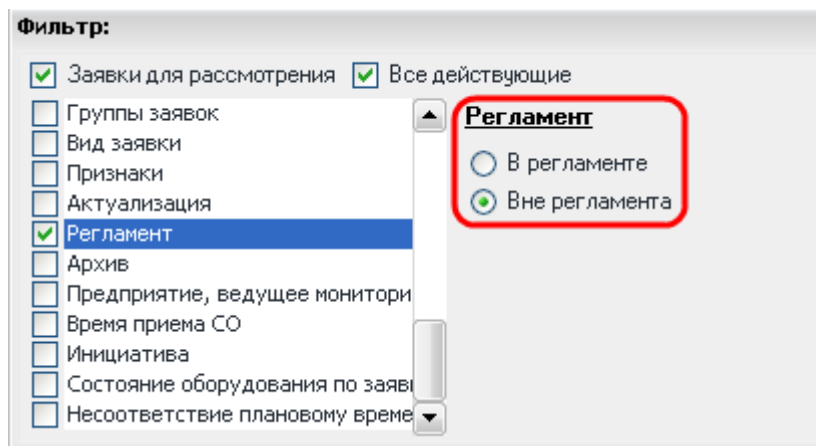 Фильтр:
Заявки для рассмотрения Все действующие
Группы заявок
Вид заявки
Признаки
Актуализация
Регламент
Архив
Предприятие, ведущее монитори
Время приема СО
Инициатива
Состояние оборудования по заяв
Несоответствие плановому време
Регламент
В регламенте
Вне регламента